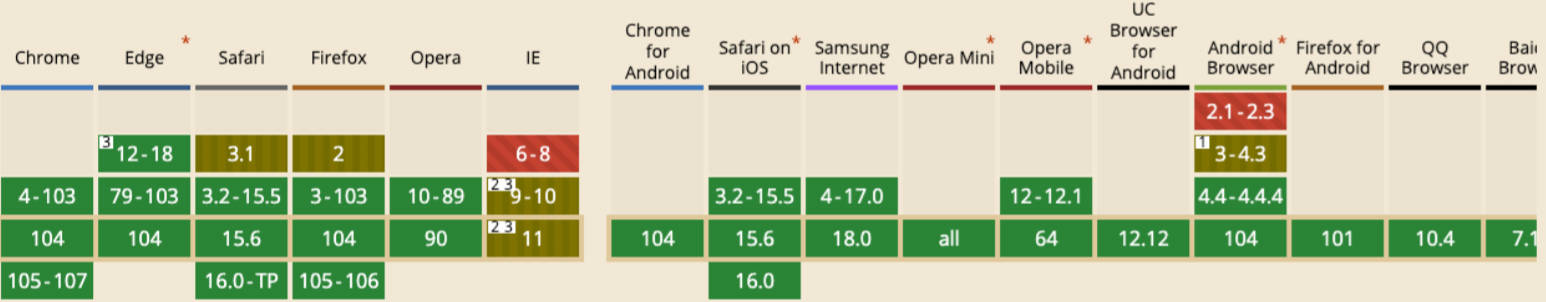 Chrome
Edge *
Safari
Firefox
Opera
IE
Chrome
for
Android
Safari on *
iOS
Samsung
Internet
Opera Mini *
Opera *
Mobile
UC
Browser
for
Android
Android *
Browser
Firefox for
Android
QQ
Browser
Bai
Brow
2.1-2.3
3 12-18
3.1
2
6-8
1 3-4.3
4-103
79-103
3.2-15.5
3-103
10-89
2 3 9-10
3.2-15.5
4-17.0
12-12.1
4.4-4.4.4
104
104
15.6
104
90
2 3 11
104
15.6
18.0
all
64
12.12
104
101
10.4
7.1
105-107
16.0-TP
105-106
16.0